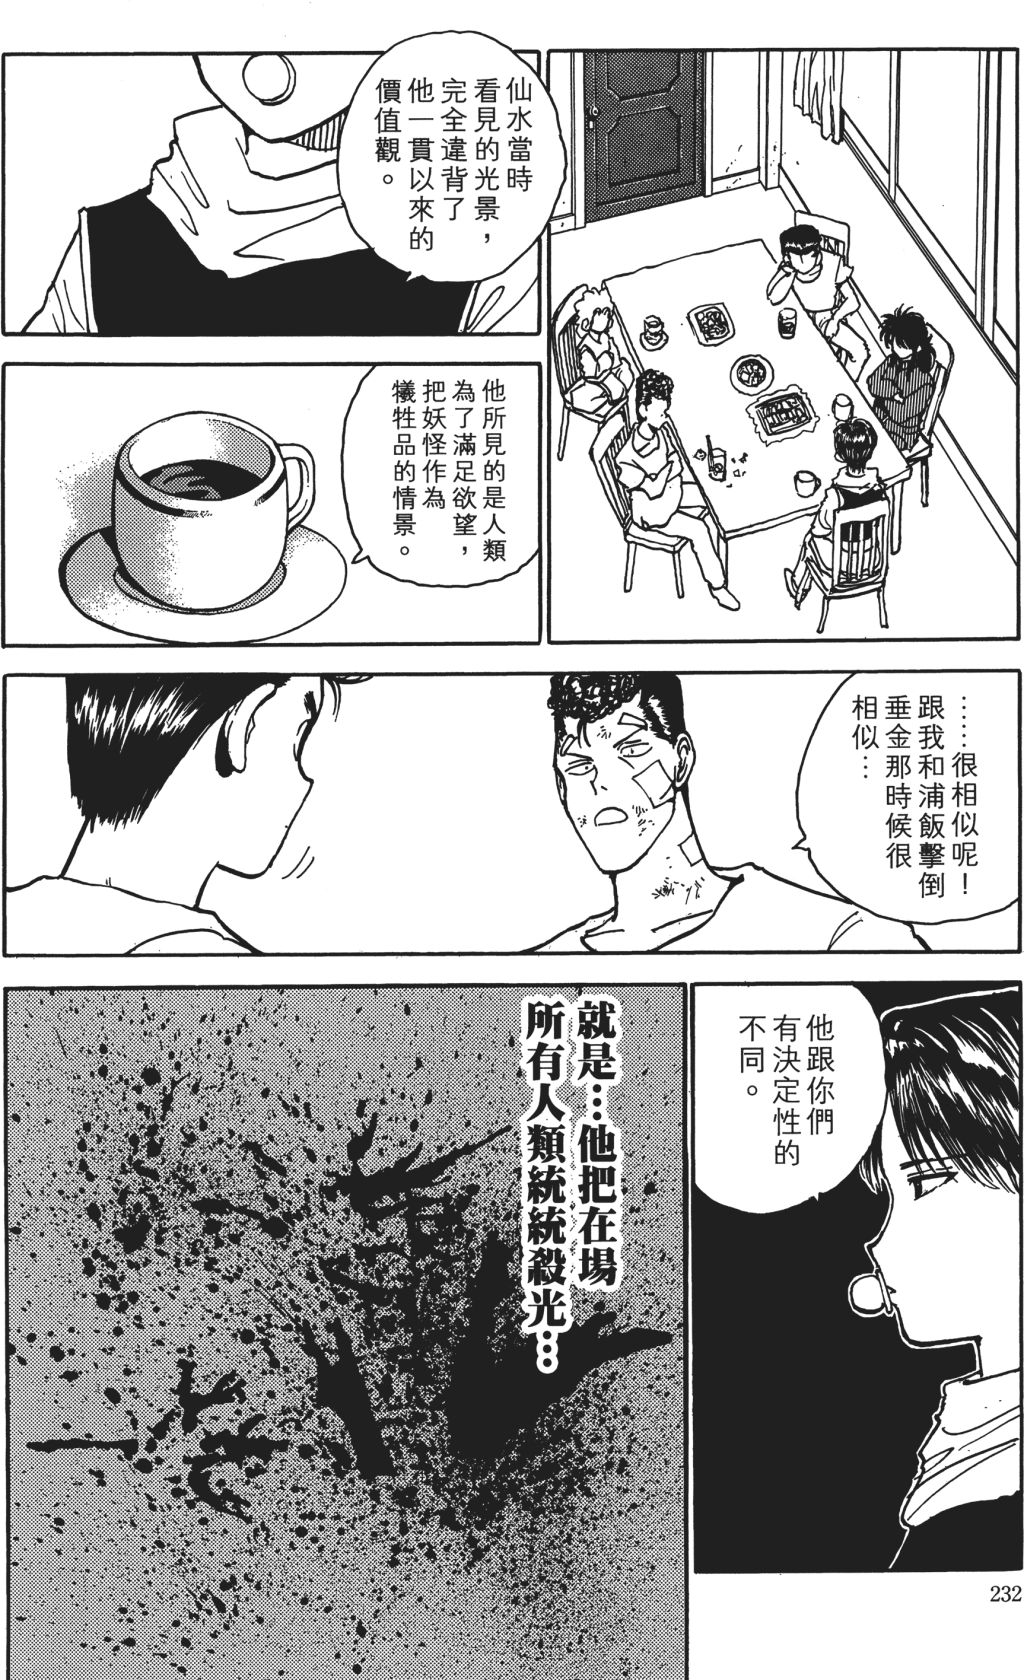 仙水當時
看見的光景，
完全違背了
他一貫以來的
價值觀。
他所見的是人類
為了滿足欲望，
把妖怪作為
犧牲品的情景。
……很相似呢！
跟我和浦飯擊倒
垂金那時候很
相似…
他跟你們
有決定性的
不同。
就是…他把在場
所有人類統統殺光…
232